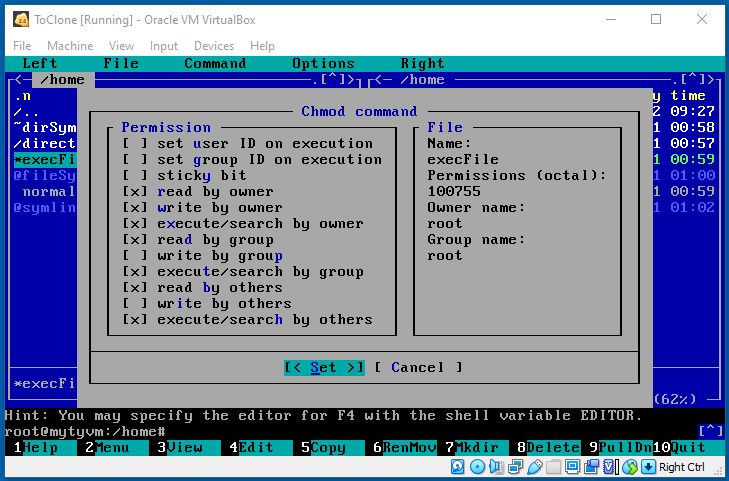 ToClone [Running] - Oracle VM VirtualBox
File Machine View Input Devices Help
Left File Command Options Right
<- /home .[^]> <- /home .[^]>
.n y time
/.. 2 09:27
~dirSym 1 00:58
/direct 1 00:57
*execFi 1 00:59
@fileSy 1 01:00
normal 1 00:59
@symlin 1 01:02
Chmod command
Permission
[ ] set user ID on execution
[ ] set group ID on execution
[ ] sticky bit
[x] read by owner
[x] write by owner
[x] execute/search by owner
[x] read by group
[ ] write by group
[x] execute/search by group
[x] read by others
[ ] write by others
[x] execute/search by others
File
Name:
execFile
Permissions (octal):
100755
Owner name:
root
Group name:
root
[< Set >] [ Cancel ]
*execFi (62%)
Hint: You may specify the editor for F4 with the shell variable EDITOR.
root@mytyvm:/home# [^]
1Help 2Menu 3View 4Edit 5Copy 6RenMov 7Mkdir 8Delete 9PullDn 10Quit
Right Ctrl